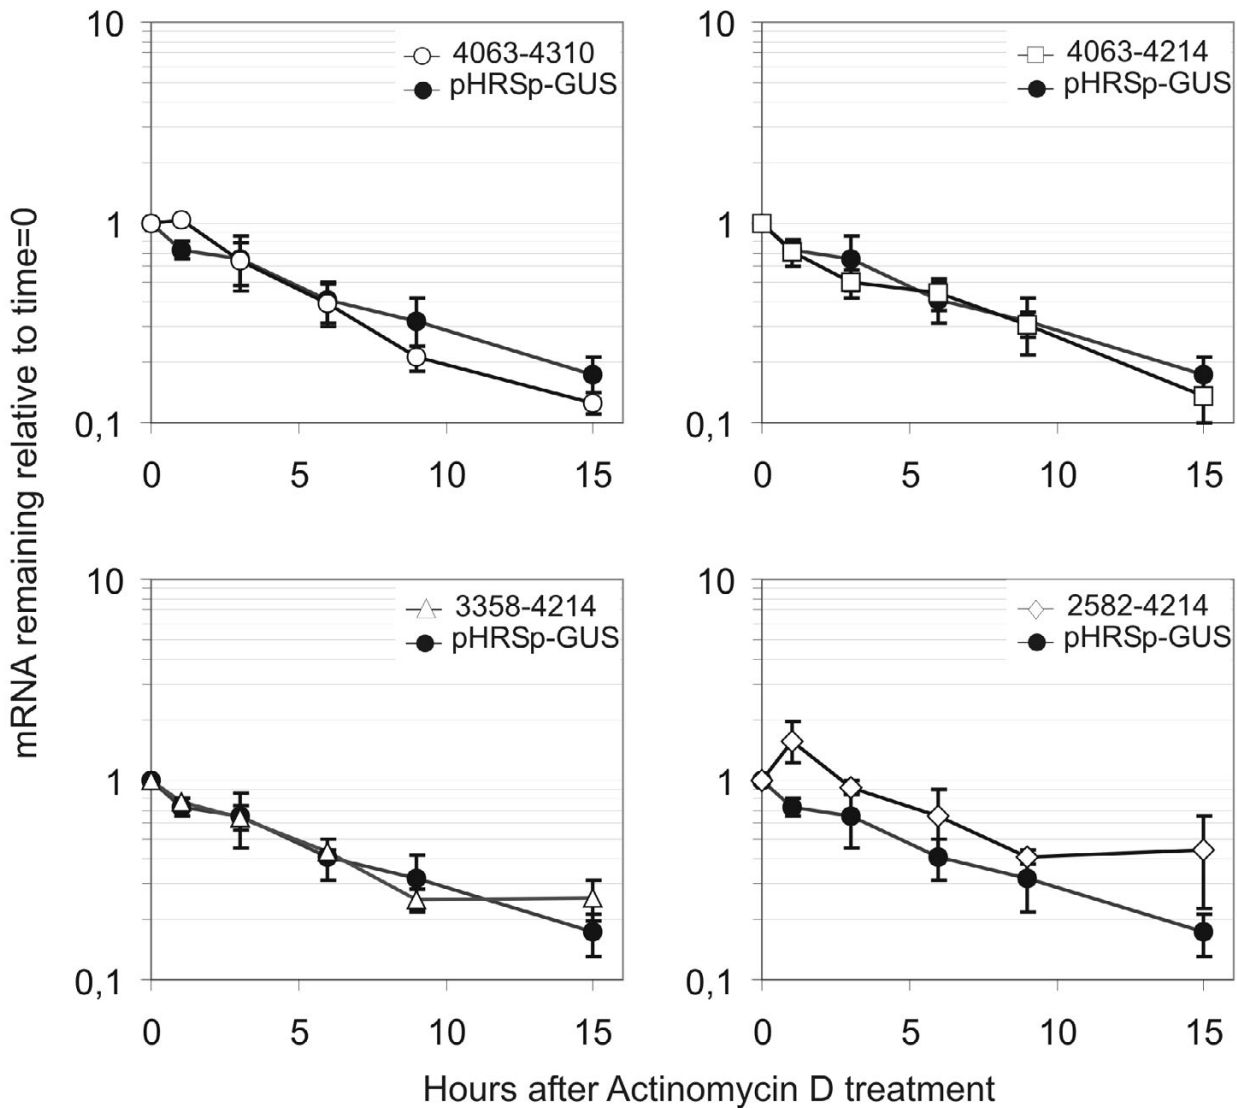 mRNA remaining relative to time=0
10
1
0,1
0 5 10 15
4063-4310
pHRSp-GUS
10
1
0,1
0 5 10 15
4063-4214
pHRSp-GUS
10
1
0,1
0 5 10 15
3358-4214
pHRSp-GUS
10
1
0,1
0 5 10 15
2582-4214
pHRSp-GUS
Hours after Actinomycin D treatment